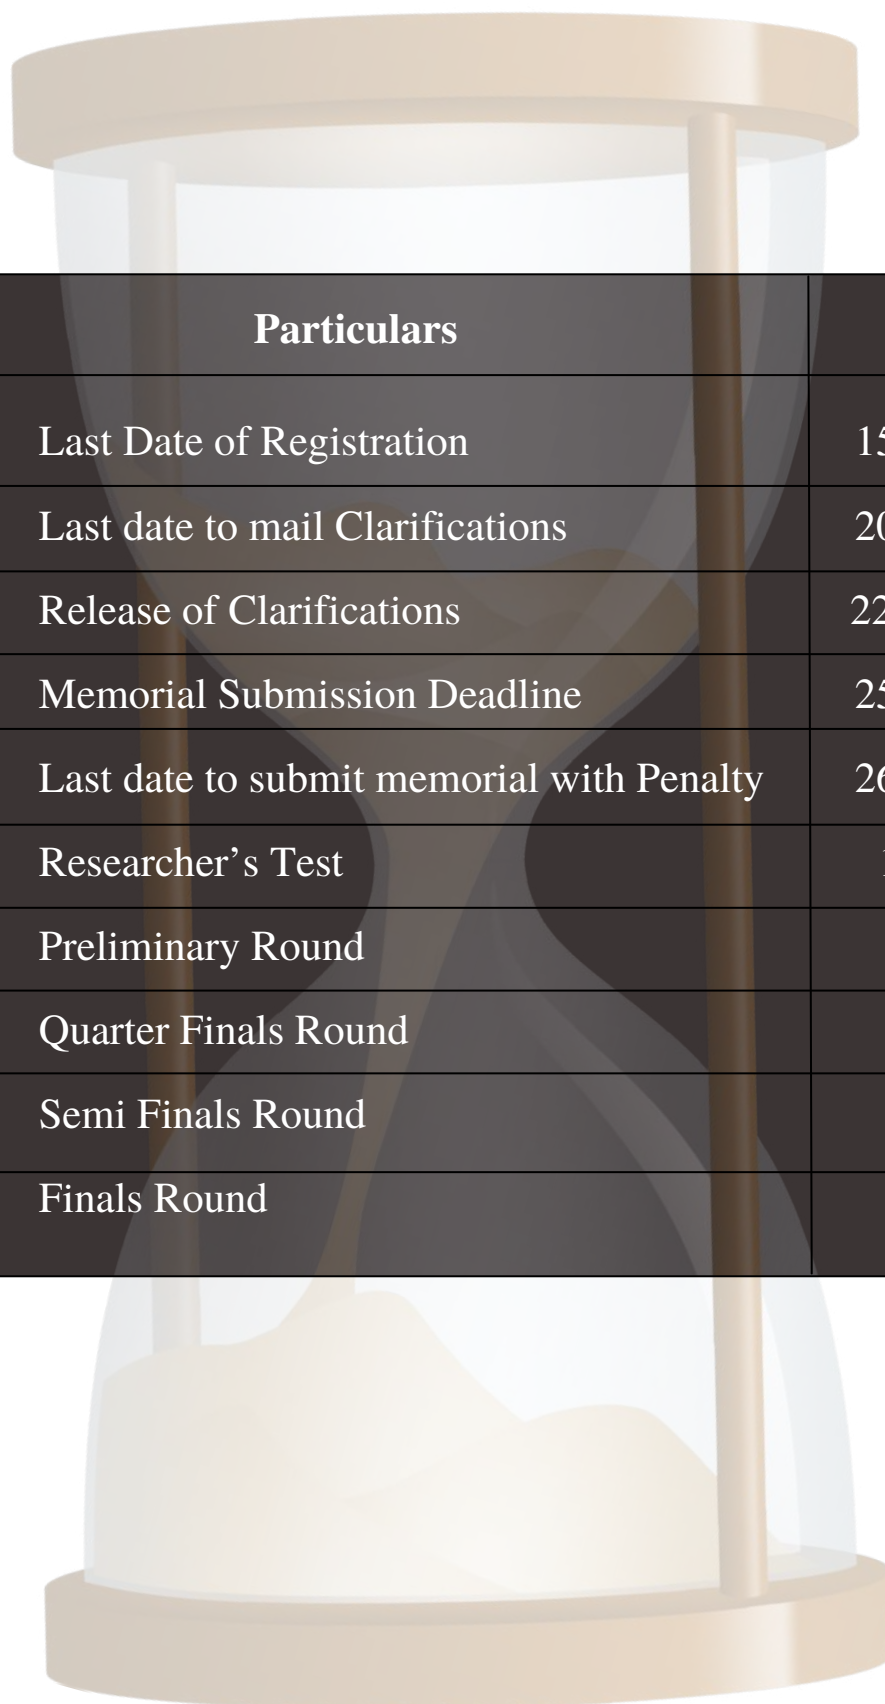 Particulars
Last Date of Registration
Last date to mail Clarifications
Release of Clarifications
Memorial Submission Deadline
Last date to submit memorial with Penalty
Researcher’s Test
Preliminary Round
Quarter Finals Round
Semi Finals Round
Finals Round